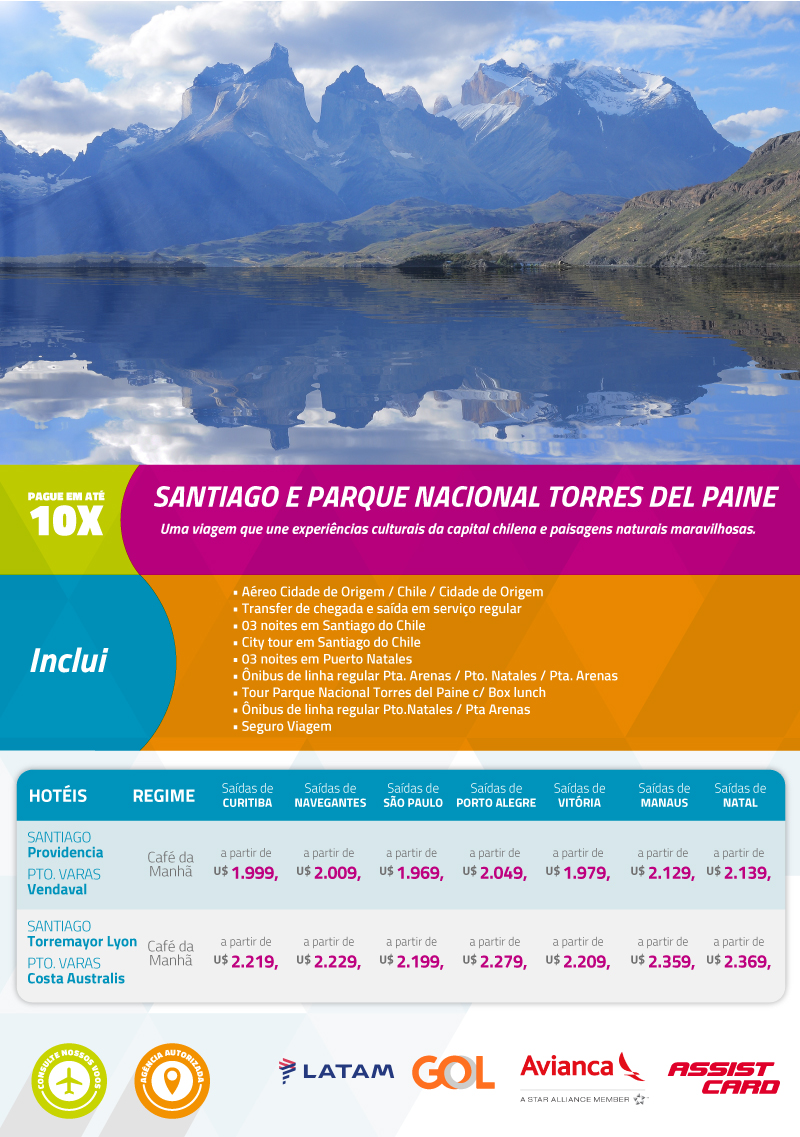 PAGUE EM ATÉ
10X
SANTIAGO E PARQUE NACIONAL TORRES DEL PAINE
Uma viagem que une experiências culturais da capital chilena e paisagens naturais maravilhosas.
Inclui
• Aéreo Cidade de Origem / Chile / Cidade de Origem
• Transfer de chegada e saída em serviço regular
• 03 noites em Santiago do Chile
• City tour em Santiago do Chile
• 03 noites em Puerto Natales
• Ônibus de linha regular Pta. Arenas / Pto. Natales / Pta. Arenas
• Tour Parque Nacional Torres del Paine c/ Box lunch
• Ônibus de linha regular Pto.Natales / Pta Arenas
• Seguro Viagem
HOTÉIS REGIME Saídas de CURITIBA Saídas de NAVEGANTES Saídas de SÃO PAULO Saídas de PORTO ALEGRE Saídas de VITÓRIA Saídas de MANAUS Saídas de NATAL
SANTIAGO
Providencia
PTO. VARAS
Vendaval
Café da
Manhã
a partir de a partir de a partir de a partir de a partir de a partir de a partir de
U$ 1.999, U$ 2.009, U$ 1.969, U$ 2.049, U$ 1.979, U$ 2.129, U$ 2.139,
SANTIAGO
Torremayor Lyon
PTO. VARAS
Costa Australis
Café da
Manhã
a partir de a partir de a partir de a partir de a partir de a partir de a partir de
U$ 2.219, U$ 2.229, U$ 2.199, U$ 2.279, U$ 2.209, U$ 2.359, U$ 2.369,
CONSULTE NOSSOS VOOS
AGÊNCIA AUTORIZADA
LATAM
GOL
Avianca
A STAR ALLIANCE MEMBER
ASSIST
CARD